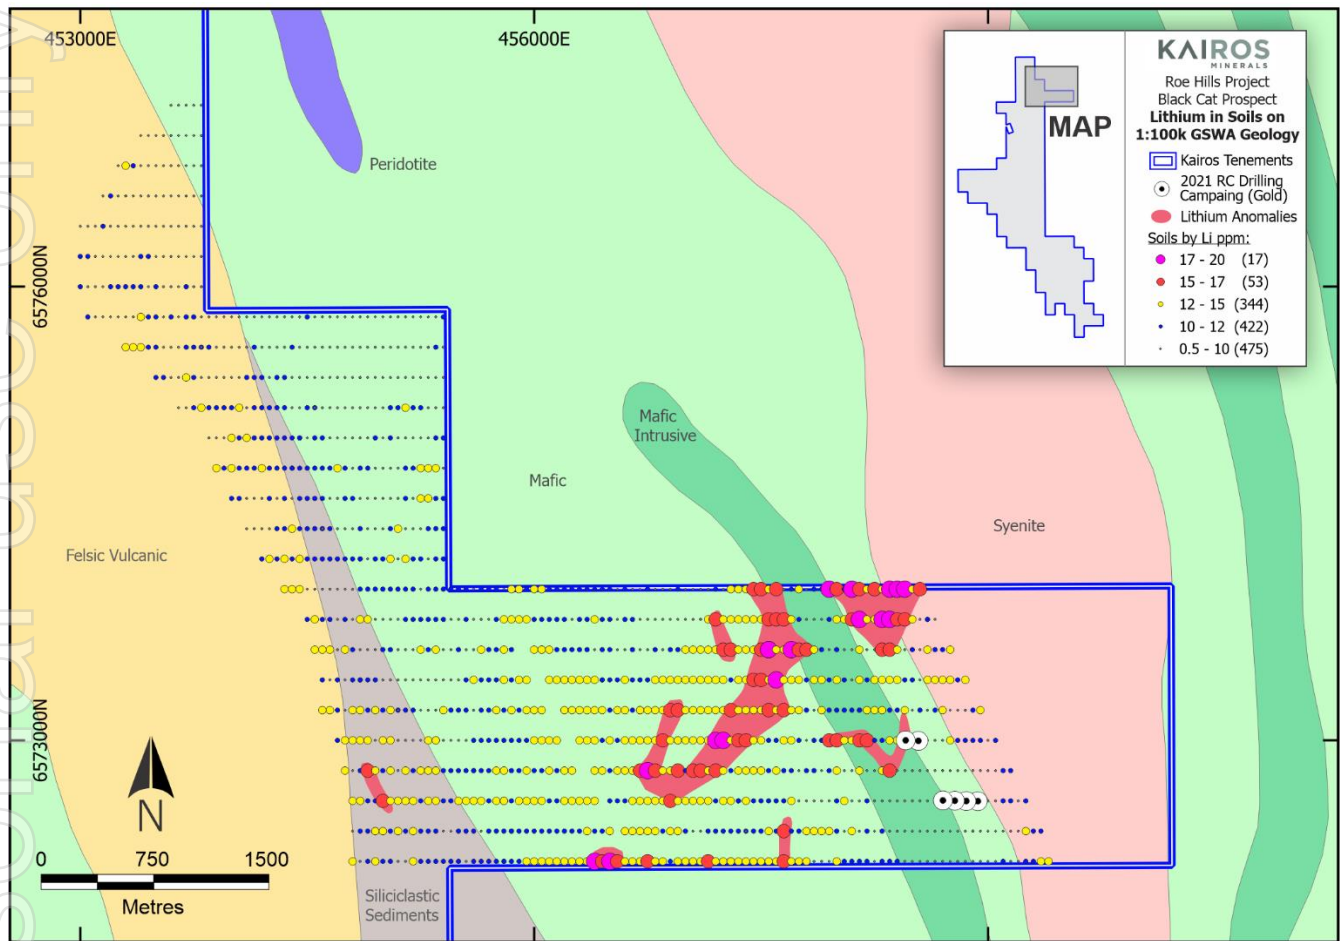 453000E
456000E
6576000N
6573000N
Peridotite
Mafic
Intrusive
Mafic
Syenite
Felsic Vulcanic
Siliciclastic
Sediments
N
0 750 1500
Metres
MAP
KAIROS
MINERALS
Roe Hills Project
Black Cat Prospect
Lithium in Soils on
1:100k GSWA Geology
Kairos Tenements
2021 RC Drilling
Campaing (Gold)
Lithium Anomalies
Soils by Li ppm:
17 - 20 (17)
15 - 17 (53)
12 - 15 (344)
10 - 12 (422)
0.5 - 10 (475)